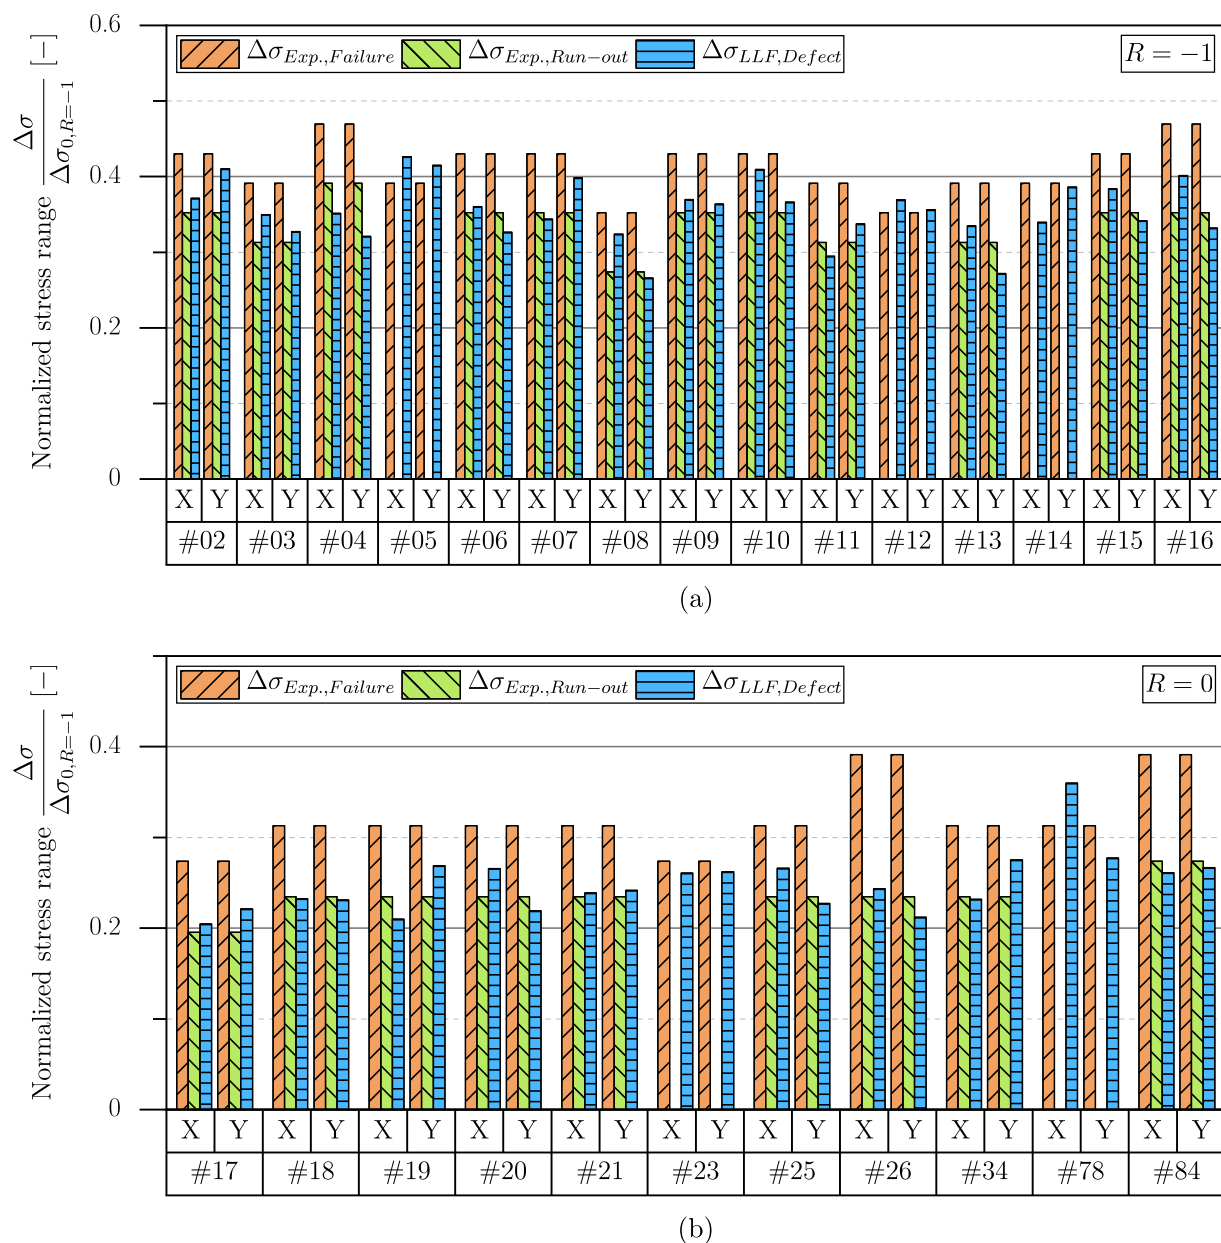 0.6
Δσ_{Exp.,Failure} Δσ_{Exp.,Run−out} Δσ_{LLF,Defect} R = −1
Normalized stress range Δσ/Δσ_{0,R=−1} [−]
0.4
0.2
0
X Y X Y X Y X Y X Y X Y X Y X Y X Y X Y X Y X Y X Y X Y X Y
#02 #03 #04 #05 #06 #07 #08 #09 #10 #11 #12 #13 #14 #15 #16
(a)
Δσ_{Exp.,Failure} Δσ_{Exp.,Run−out} Δσ_{LLF,Defect} R = 0
Normalized stress range Δσ/Δσ_{0,R=−1} [−]
0.4
0.2
0
X Y X Y X Y X Y X Y X Y X Y X Y X Y X Y X Y
#17 #18 #19 #20 #21 #23 #25 #26 #34 #78 #84
(b)